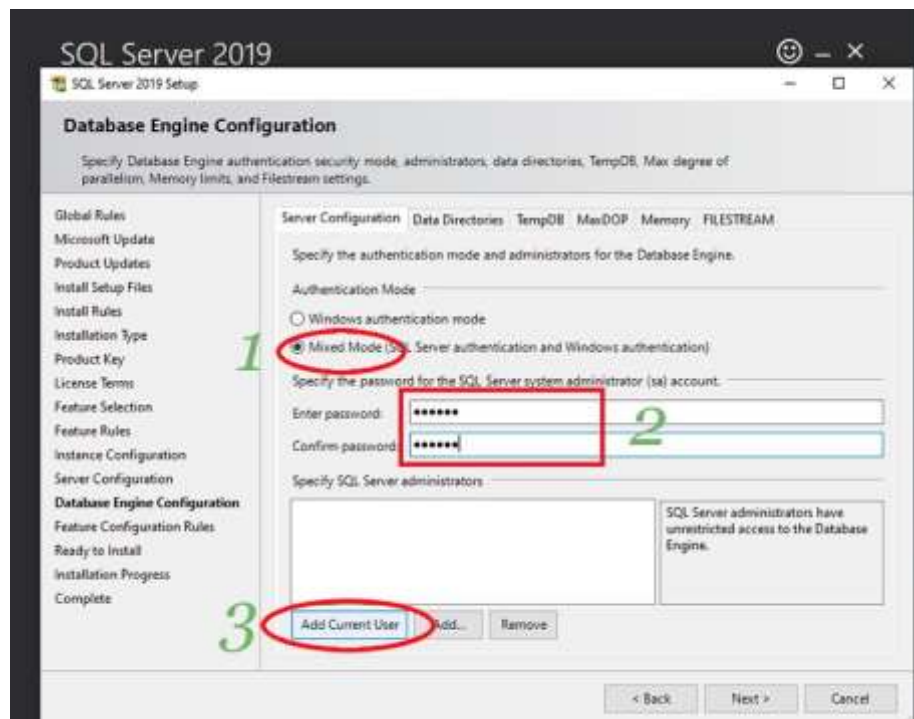 SQL Server 2019
SQL Server 2019 Setup
Database Engine Configuration
Specify Database Engine authentication security mode, administrators, data directories, TempDB, Max degree of
parallelism, Memory limits, and Filestream settings.
Global Rules
Microsoft Update
Product Updates
Install Setup Files
Install Rules
Installation Type
Product Key
License Terms
Feature Selection
Feature Rules
Instance Configuration
Server Configuration
Database Engine Configuration
Feature Configuration Rules
Ready to Install
Installation Progress
Complete
Server Configuration Data Directories TempDB MaxDOP Memory FILESTREAM
Specify the authentication mode and administrators for the Database Engine.
Authentication Mode
Windows authentication mode
1
Mixed Mode (SQL Server authentication and Windows authentication)
Specify the password for the SQL Server system administrator (sa) account.
Enter password: ●●●●●●
2
Confirm password: ●●●●●●
Specify SQL Server administrators
SQL Server administrators have
unrestricted access to the Database
Engine.
3
Add Current User Add... Remove
< Back Next > Cancel